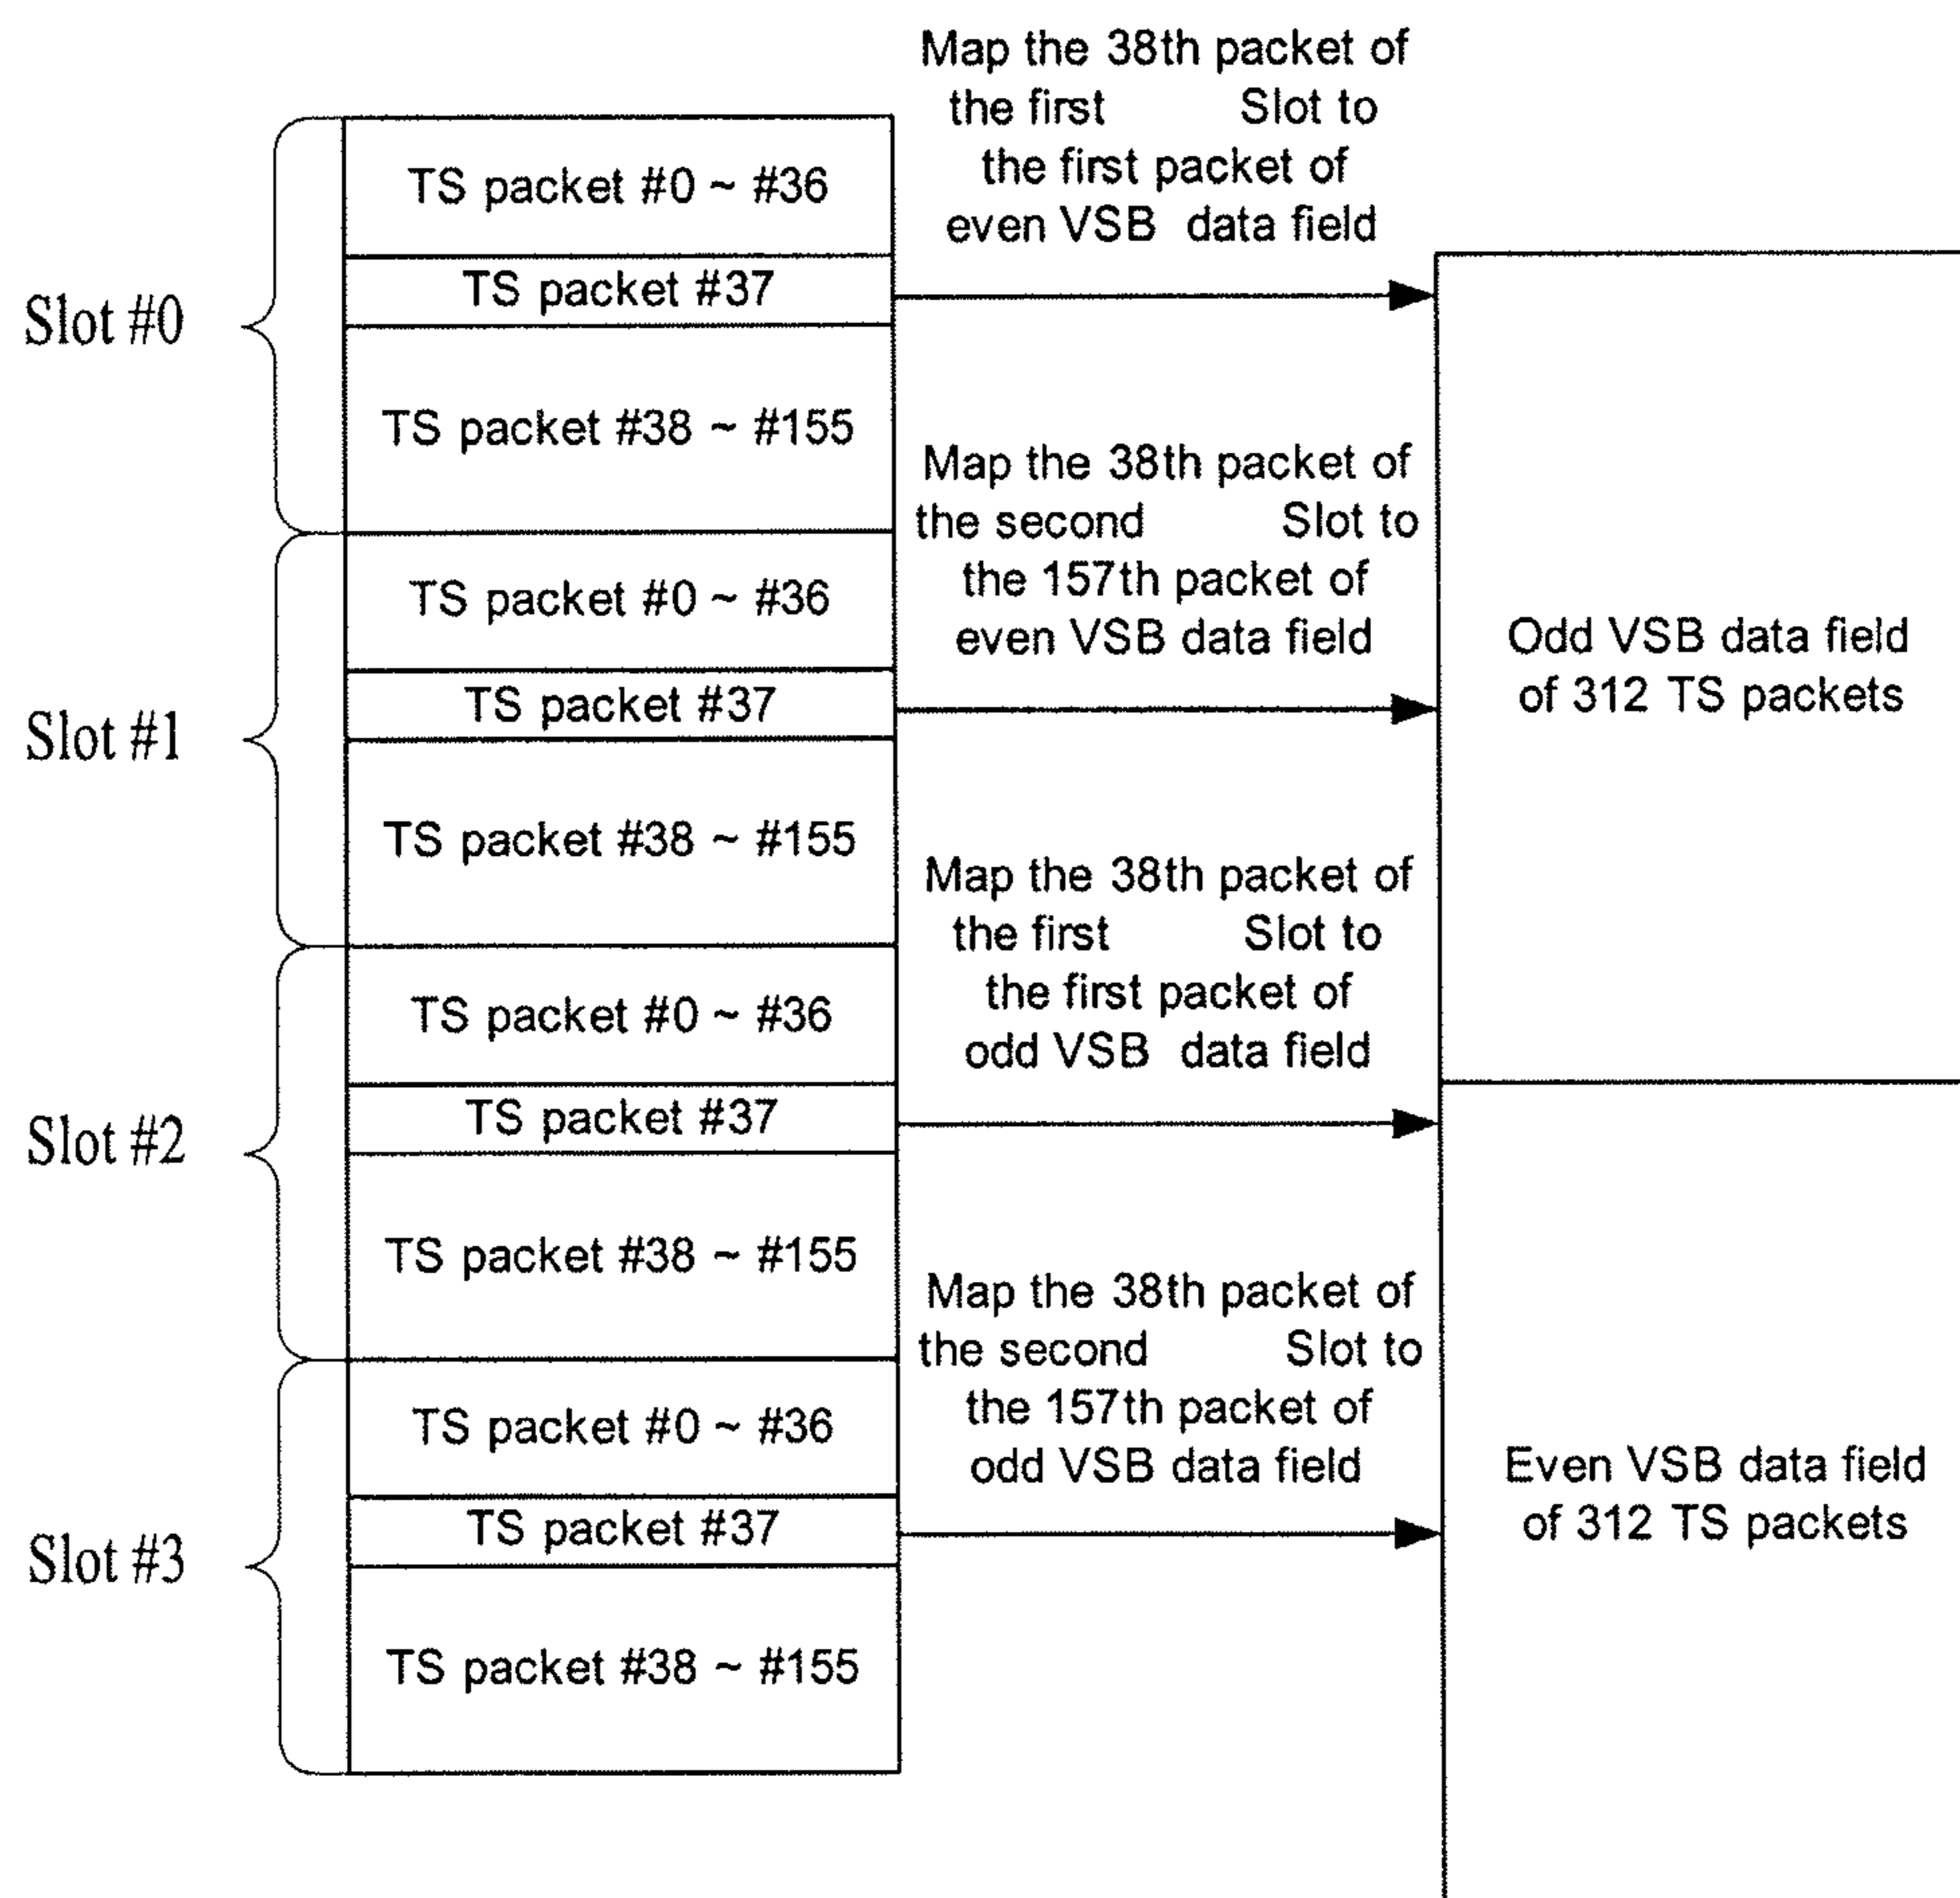 Map the 38th packet of
the first Slot to
the first packet of
even VSB data field
TS packet #0 ~ #36
TS packet #37
Slot #0
TS packet #38 ~ #155
Map the 38th packet of
the second Slot to
the 157th packet of
even VSB data field
TS packet #0 ~ #36
TS packet #37
Slot #1
TS packet #38 ~ #155
Odd VSB data field
of 312 TS packets
Map the 38th packet of
the first Slot to
the first packet of
odd VSB data field
TS packet #0 ~ #36
TS packet #37
Slot #2
TS packet #38 ~ #155
Map the 38th packet of
the second Slot to
the 157th packet of
odd VSB data field
TS packet #0 ~ #36
TS packet #37
Slot #3
TS packet #38 ~ #155
Even VSB data field
of 312 TS packets